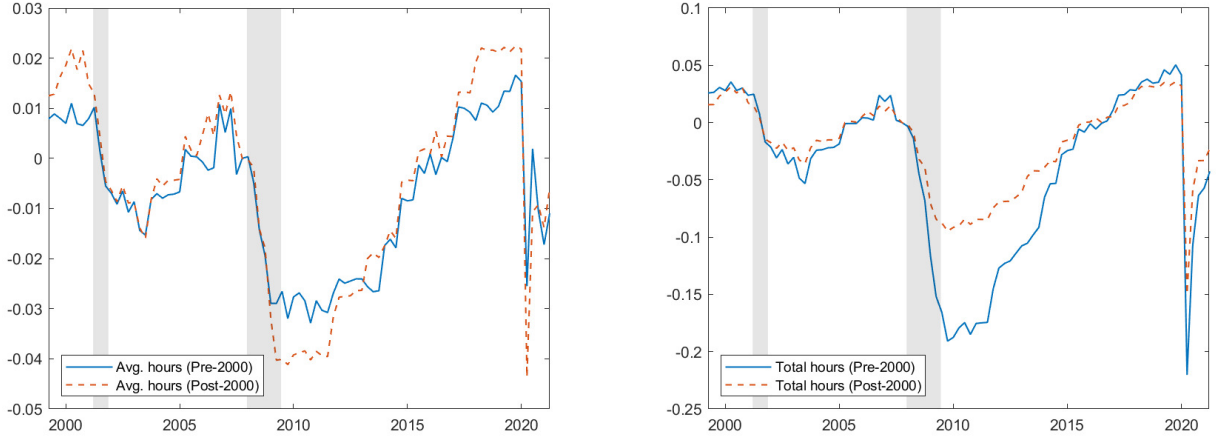 0.03
0.02
0.01
0
-0.01
-0.02
-0.03
-0.04
-0.05
Avg. hours (Pre-2000)
Avg. hours (Post-2000)
2000 2005 2010 2015 2020
0.1
0.05
0
-0.05
-0.1
-0.15
-0.2
-0.25
Total hours (Pre-2000)
Total hours (Post-2000)
2000 2005 2010 2015 2020